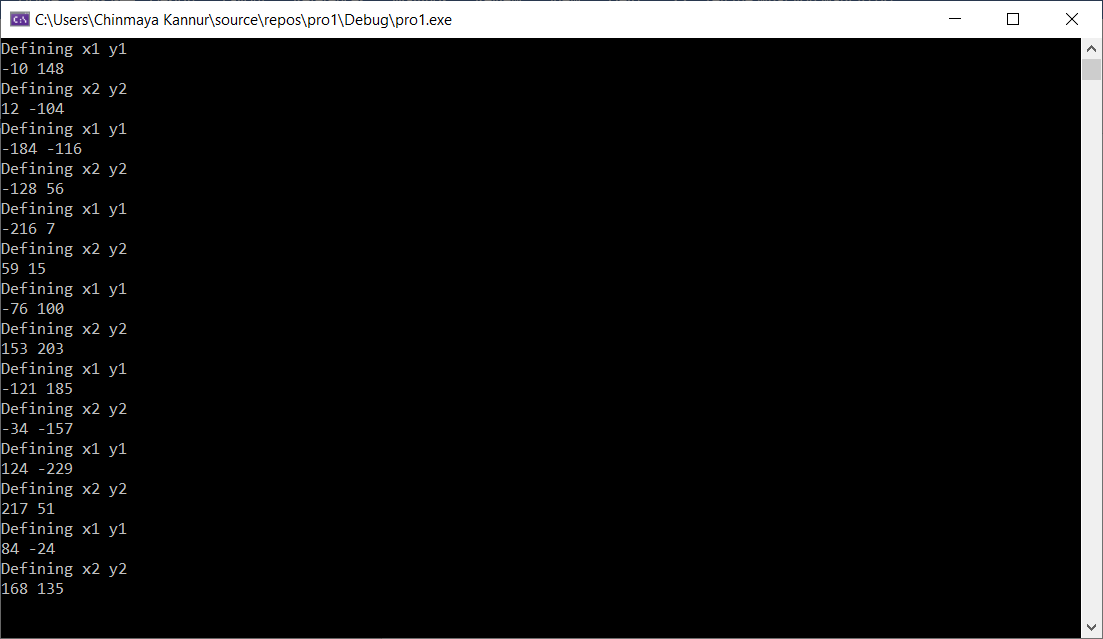 C:\Users\Chinmaya Kannur\source\repos\pro1\Debug\pro1.exe
Defining x1 y1
-10 148
Defining x2 y2
12 -104
Defining x1 y1
-184 -116
Defining x2 y2
-128 56
Defining x1 y1
-216 7
Defining x2 y2
59 15
Defining x1 y1
-76 100
Defining x2 y2
153 203
Defining x1 y1
-121 185
Defining x2 y2
-34 -157
Defining x1 y1
124 -229
Defining x2 y2
217 51
Defining x1 y1
84 -24
Defining x2 y2
168 135